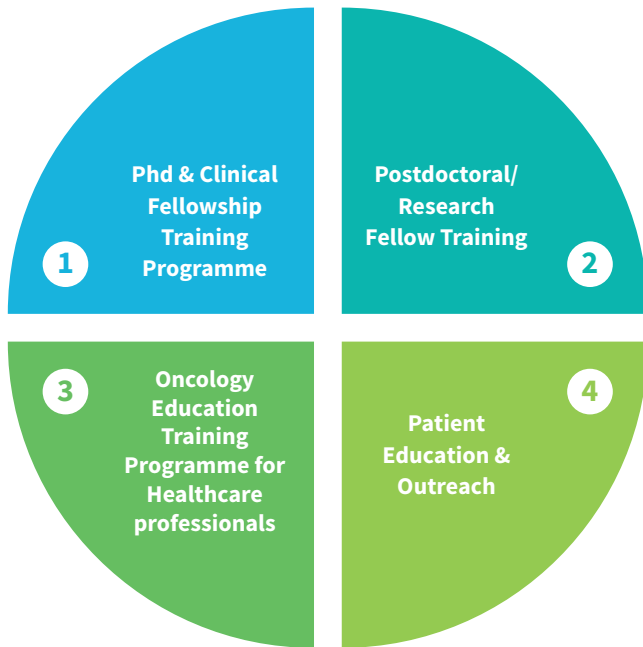 Phd & Clinical
Fellowship
Training
Programme
1
Postdoctoral/
Research
Fellow Training
2
3
Oncology
Education
Training
Programme for
Healthcare
professionals
4
Patient
Education &
Outreach